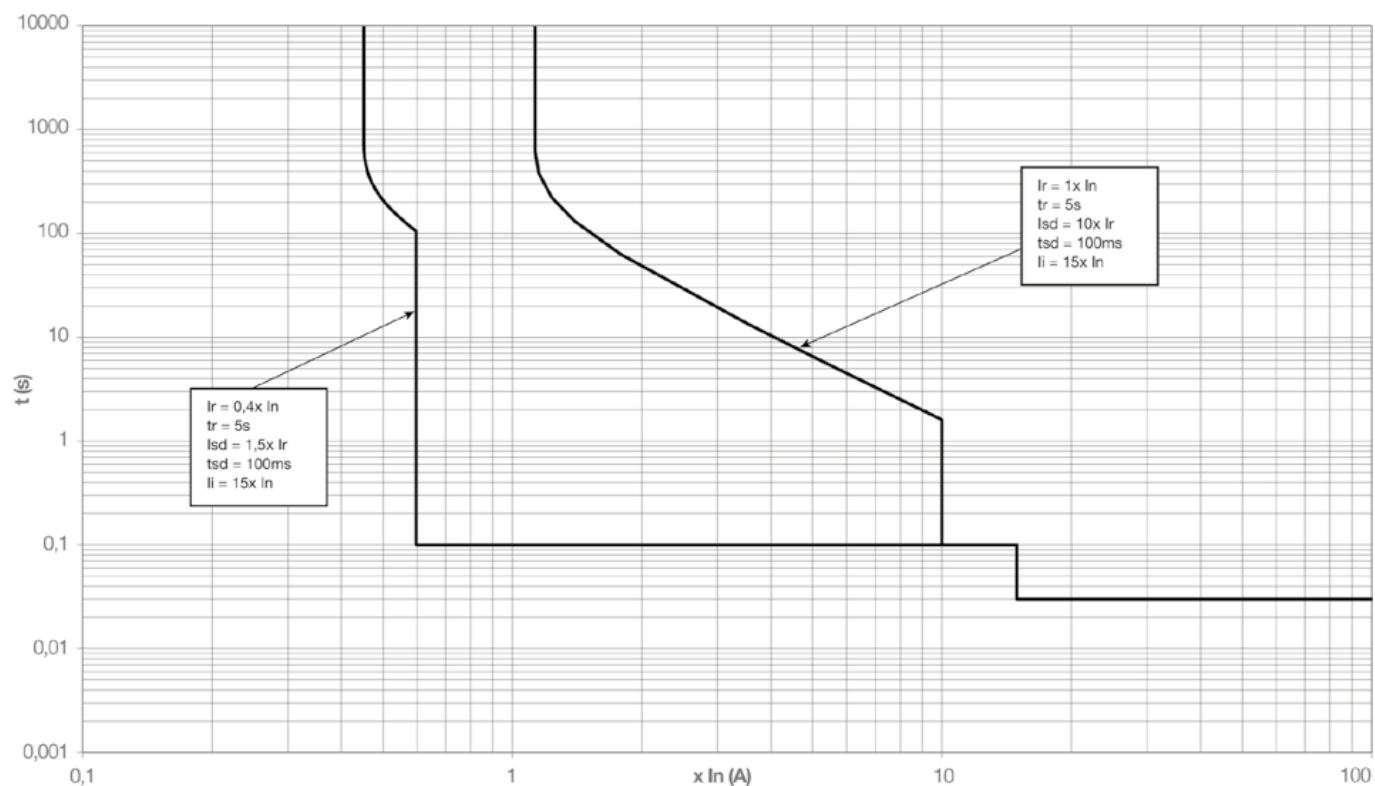 10000
1000
100
10
1
0,1
0,01
0,001
t (s)
Ir = 1x In
tr = 5s
Isd = 10x Ir
tsd = 100ms
Ii = 15x In
Ir = 0,4x In
tr = 5s
Isd = 1,5x Ir
tsd = 100ms
Ii = 15x In
0,1
1
x In (A)
10
100